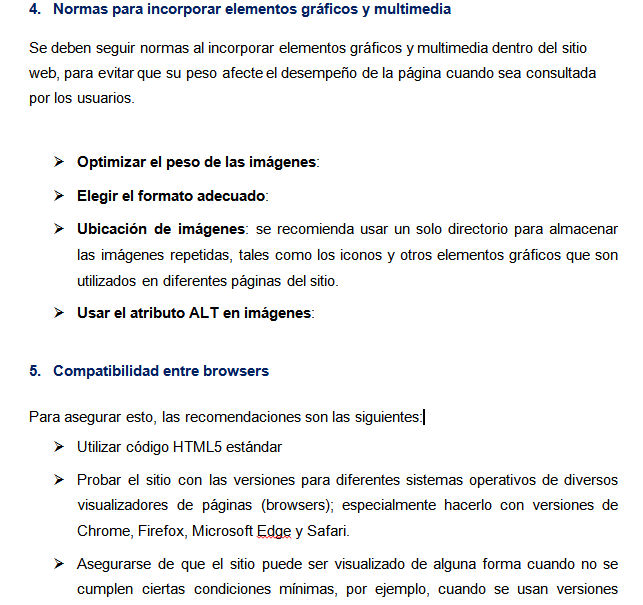 4. Normas para incorporar elementos gráficos y multimedia
Se deben seguir normas al incorporar elementos gráficos y multimedia dentro del sitio
web, para evitar que su peso afecte el desempeño de la página cuando sea consultada
por los usuarios.
➢ Optimizar el peso de las imágenes:
➢ Elegir el formato adecuado:
➢ Ubicación de imágenes: se recomienda usar un solo directorio para almacenar
las imágenes repetidas, tales como los iconos y otros elementos gráficos que son
utilizados en diferentes páginas del sitio.
➢ Usar el atributo ALT en imágenes:
5. Compatibilidad entre browsers
Para asegurar esto, las recomendaciones son las siguientes:
➢ Utilizar código HTML5 estándar
➢ Probar el sitio con las versiones para diferentes sistemas operativos de diversos
visualizadores de páginas (browsers); especialmente hacerlo con versiones de
Chrome, Firefox, Microsoft Edge y Safari.
➢ Asegurarse de que el sitio puede ser visualizado de alguna forma cuando no se
cumplen ciertas condiciones mínimas, por ejemplo, cuando se usan versiones